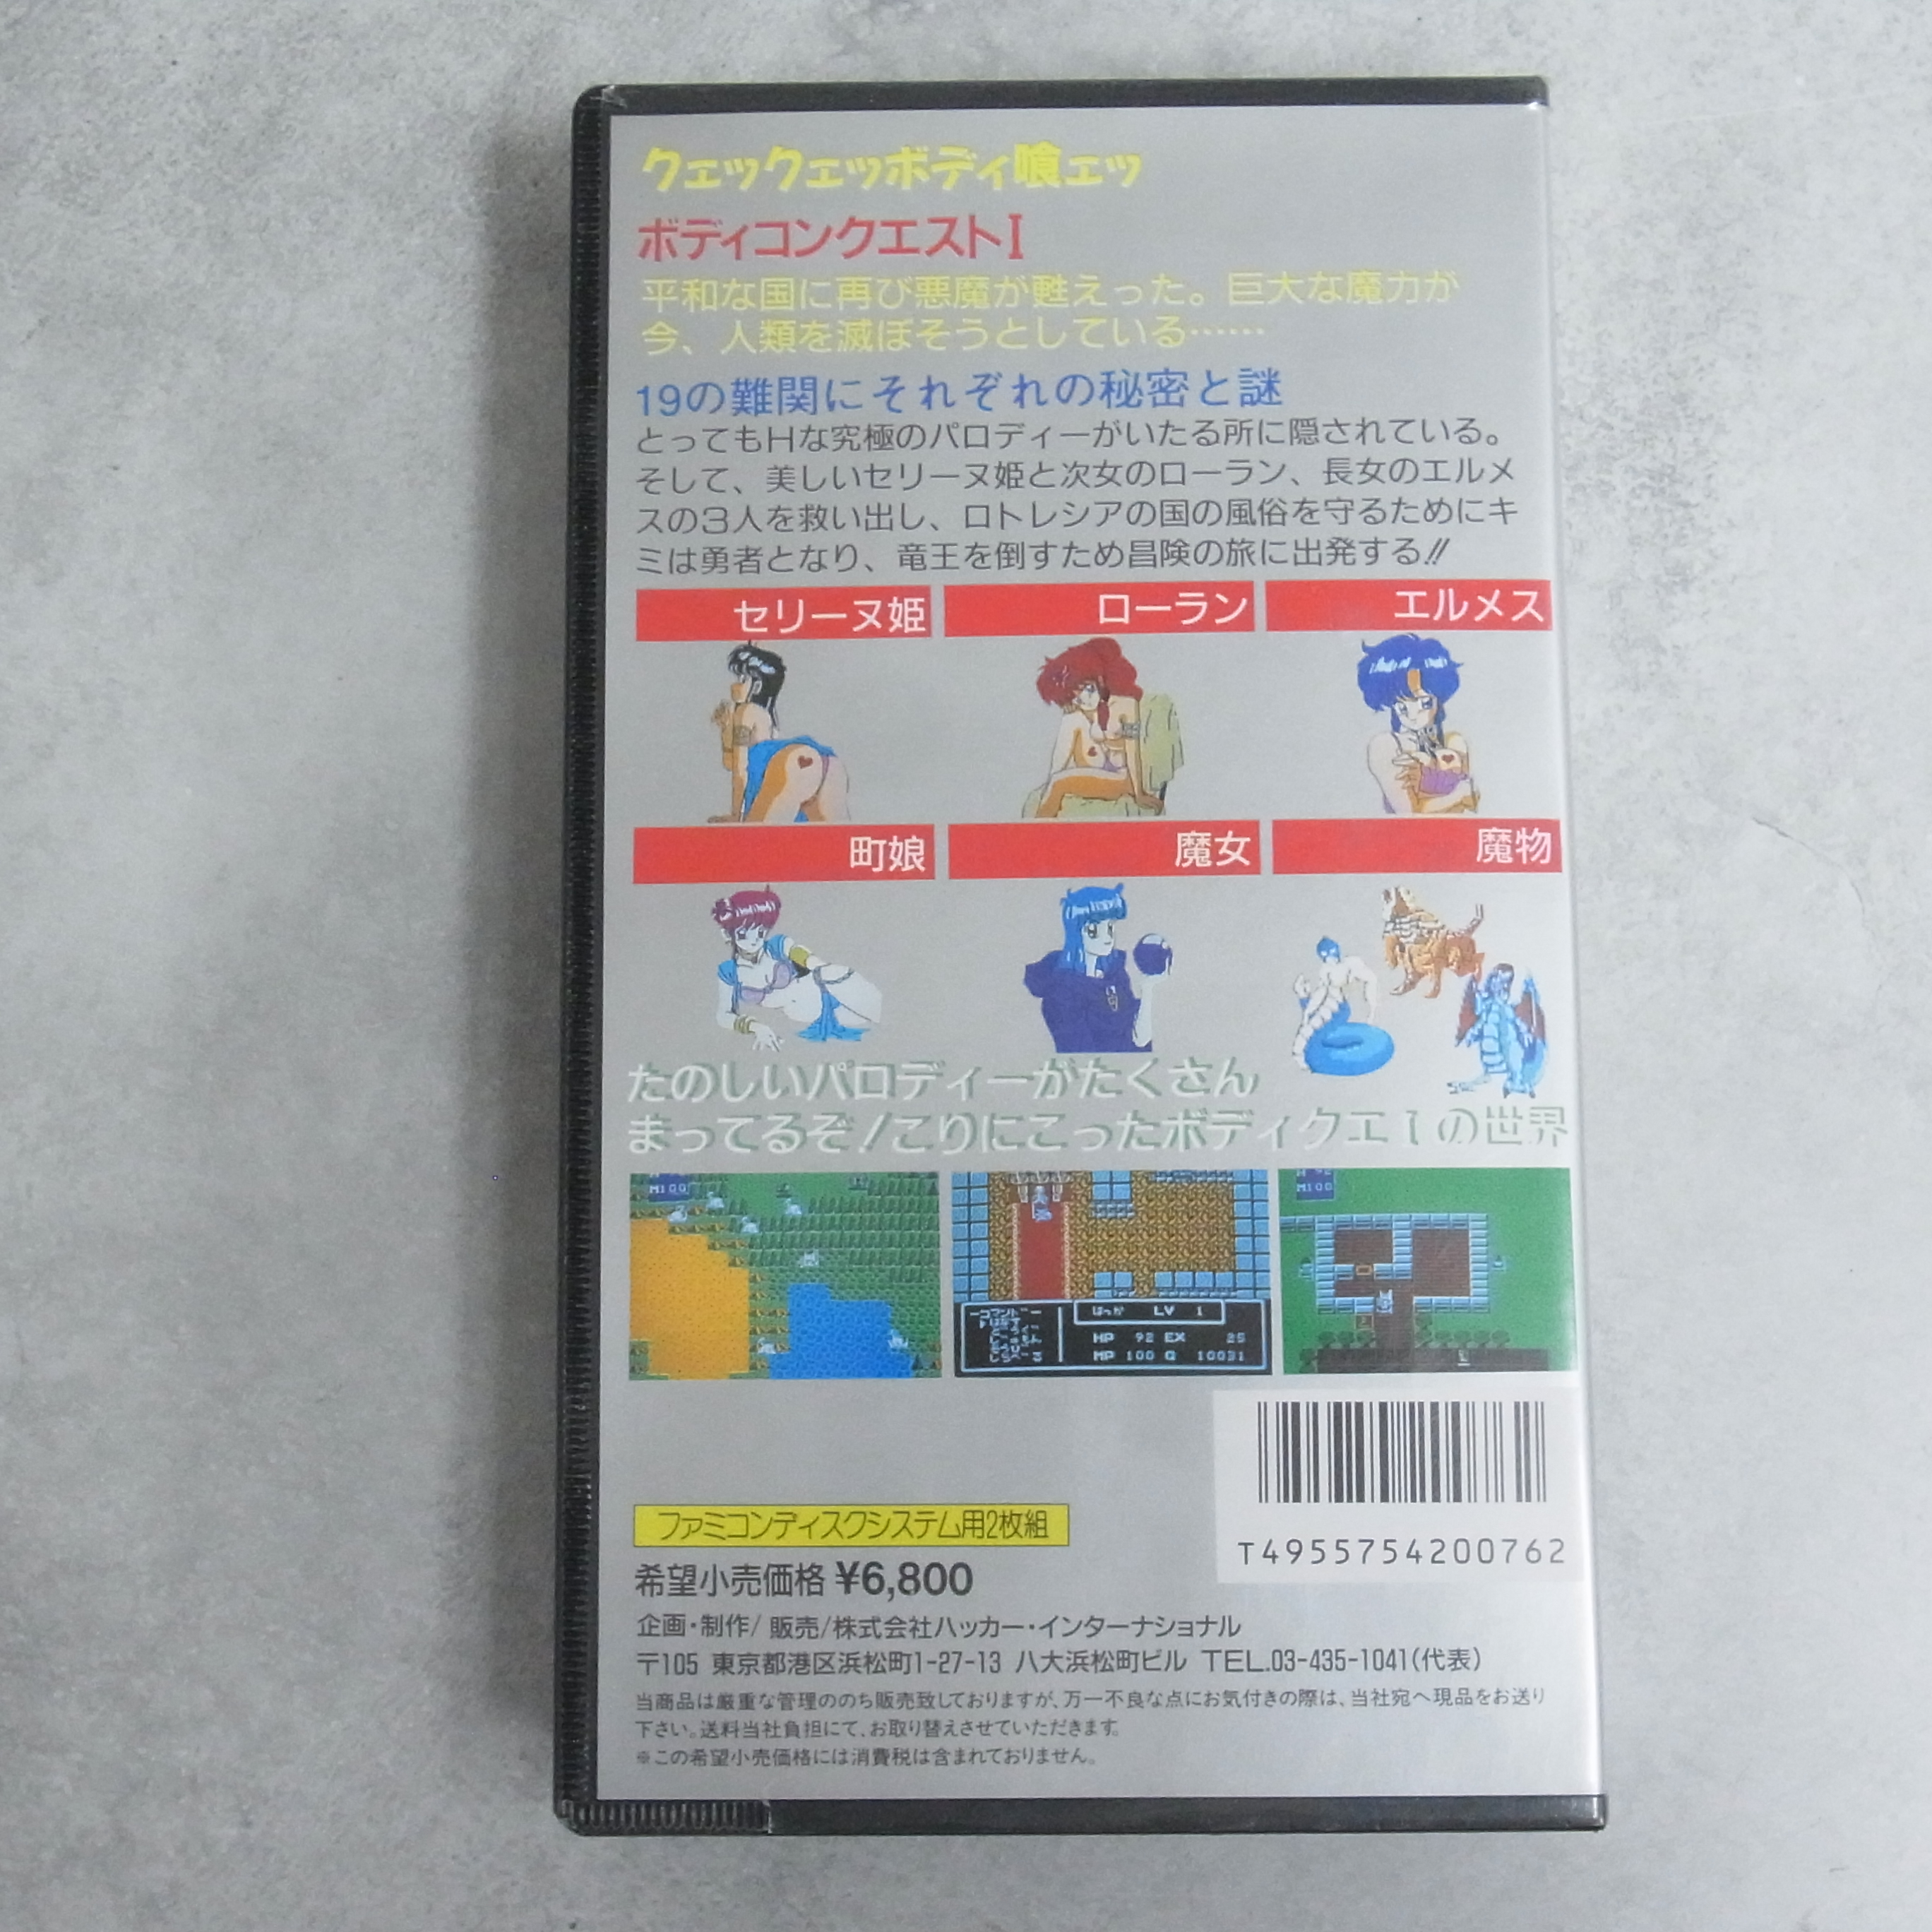 クェックェッボディ喰ェッ
ボディコンクエストI
平和な国に再び悪魔が甦えった。巨大な魔力が
今、人類を滅ぼそうとしている……
19の難関にそれぞれの秘密と謎
とってもHな究極のパロディーがいたる所に隠されている。
そして、美しいセリーヌ姫と次女のローラン、長女のエルメ
スの3人を救い出し、ロトレシアの国の風俗を守るためにキ
ミは勇者となり、竜王を倒すため昌険の旅に出発する!!
セリーヌ姫
ローラン
エルメス
町娘
魔女
魔物
たのしいパロディーがたくさん
まってるぞ!こりにこったボディクエIの世界
M100
コマンド
はっか LV 1
HP 92 EX 25
MP 100 G 10031
M100
T4955754200762
ファミコンディスクシステム用2枚組
希望小売価格 ¥6,800
企画・制作/販売/株式会社ハッカー・インターナショナル
〒105 東京都港区浜松町1-27-13 八大浜松町ビル TEL.03-435-1041(代表)
当商品は厳重な管理ののち販売致しておりますが、万一不良な点にお気付きの際は、当社宛へ現品をお送り
下さい。送料当社負担にて、お取り替えさせていただきます。
※この希望小売価格には消費税は含まれておりません。